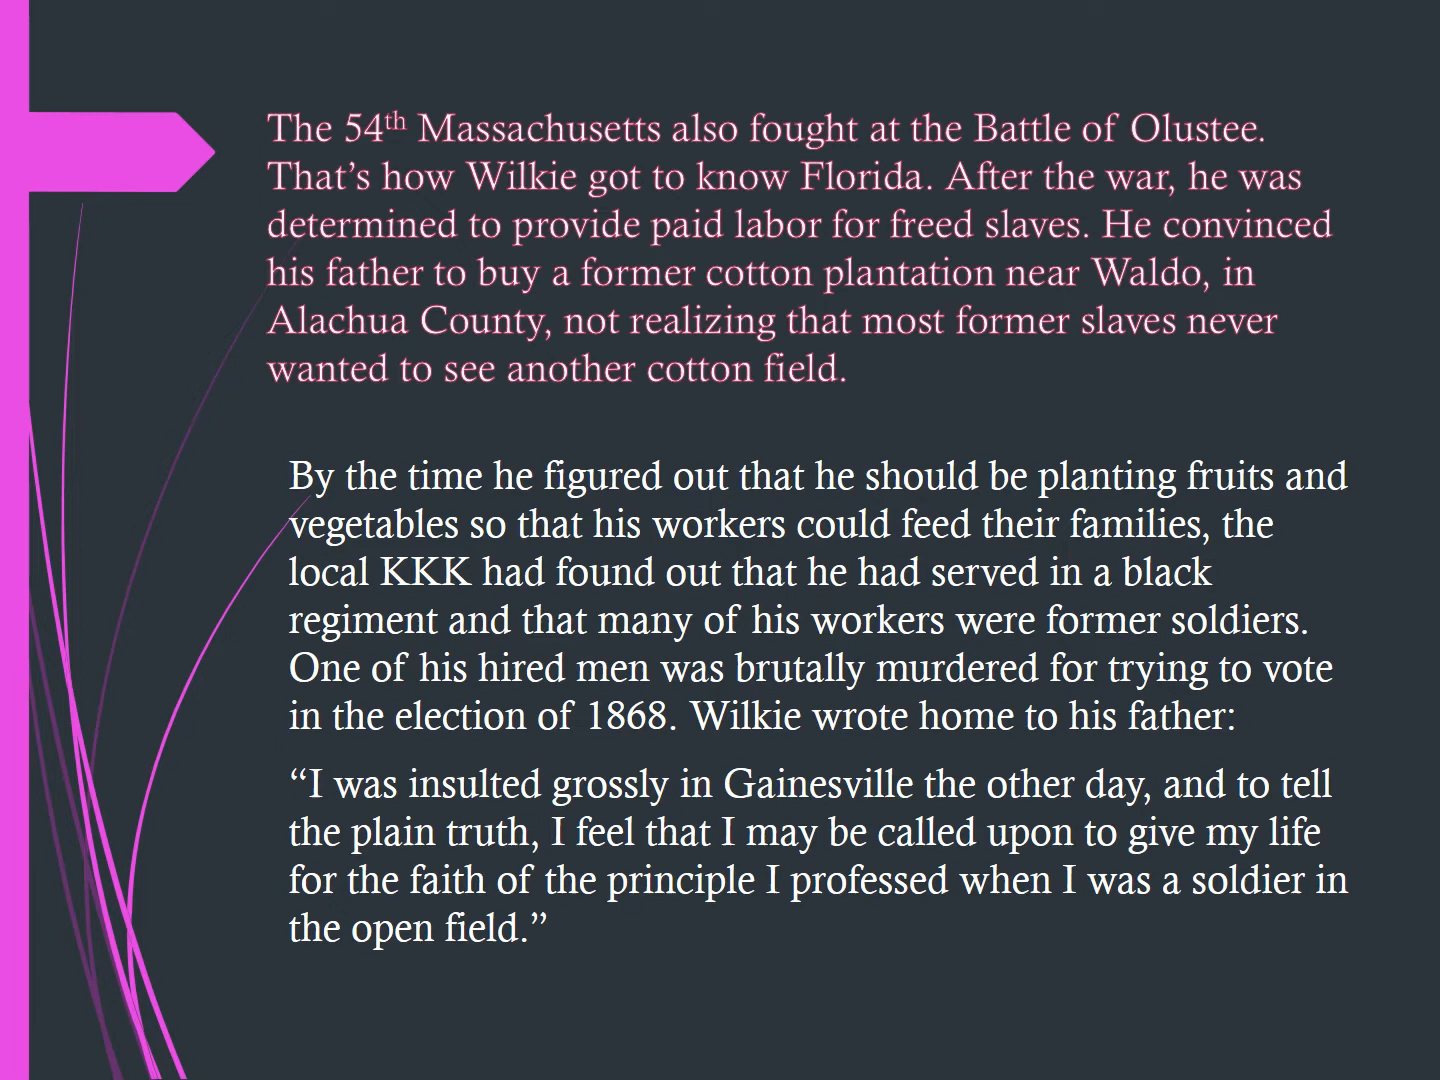 The 54th Massachusetts also fought at the Battle of Olustee.
That’s how Wilkie got to know Florida. After the war, he was
determined to provide paid labor for freed slaves. He convinced
his father to buy a former cotton plantation near Waldo, in
Alachua County, not realizing that most former slaves never
wanted to see another cotton field.
By the time he figured out that he should be planting fruits and
vegetables so that his workers could feed their families, the
local KKK had found out that he had served in a black
regiment and that many of his workers were former soldiers.
One of his hired men was brutally murdered for trying to vote
in the election of 1868. Wilkie wrote home to his father:
“I was insulted grossly in Gainesville the other day, and to tell
the plain truth, I feel that I may be called upon to give my life
for the faith of the principle I professed when I was a soldier in
the open field.”